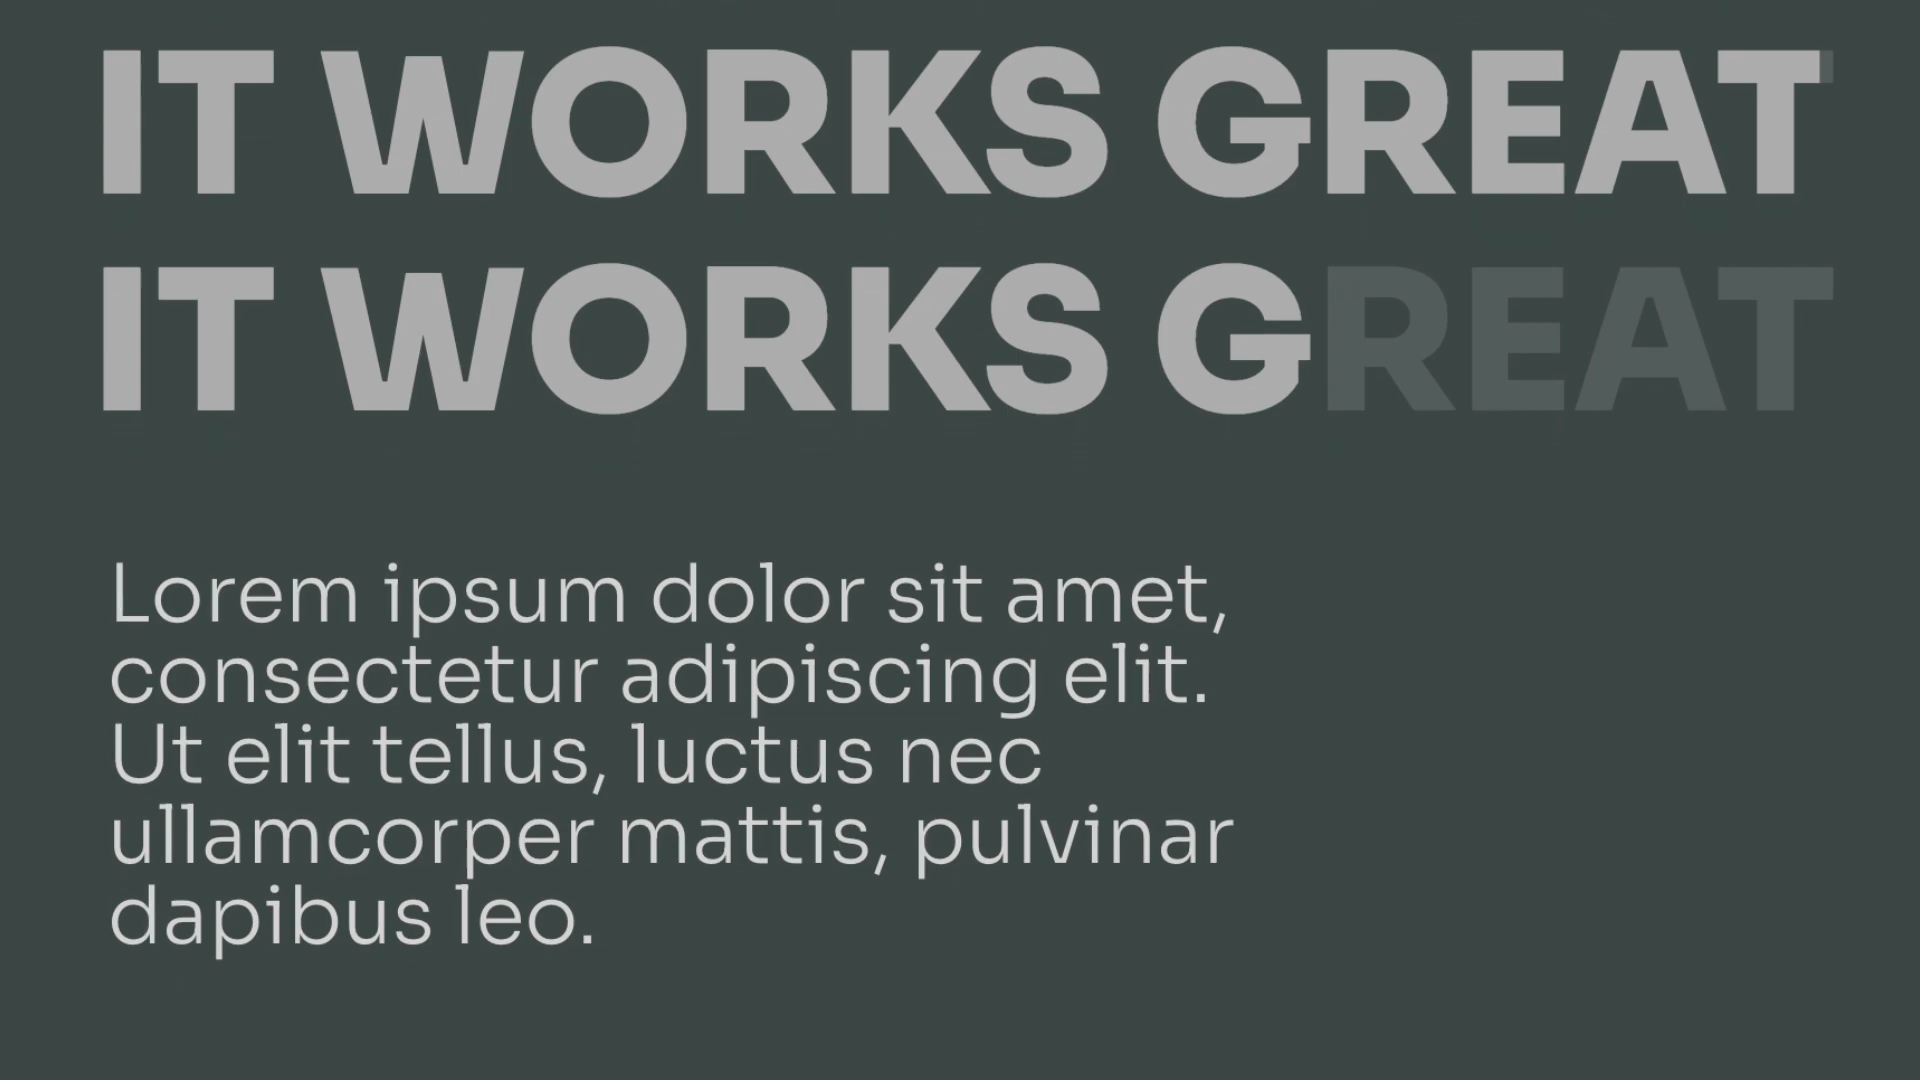 IT WORKS GREAT
IT WORKS GREAT
Lorem ipsum dolor sit amet,
consectetur adipiscing elit.
Ut elit tellus, luctus nec
ullamcorper mattis, pulvinar
dapibus leo.